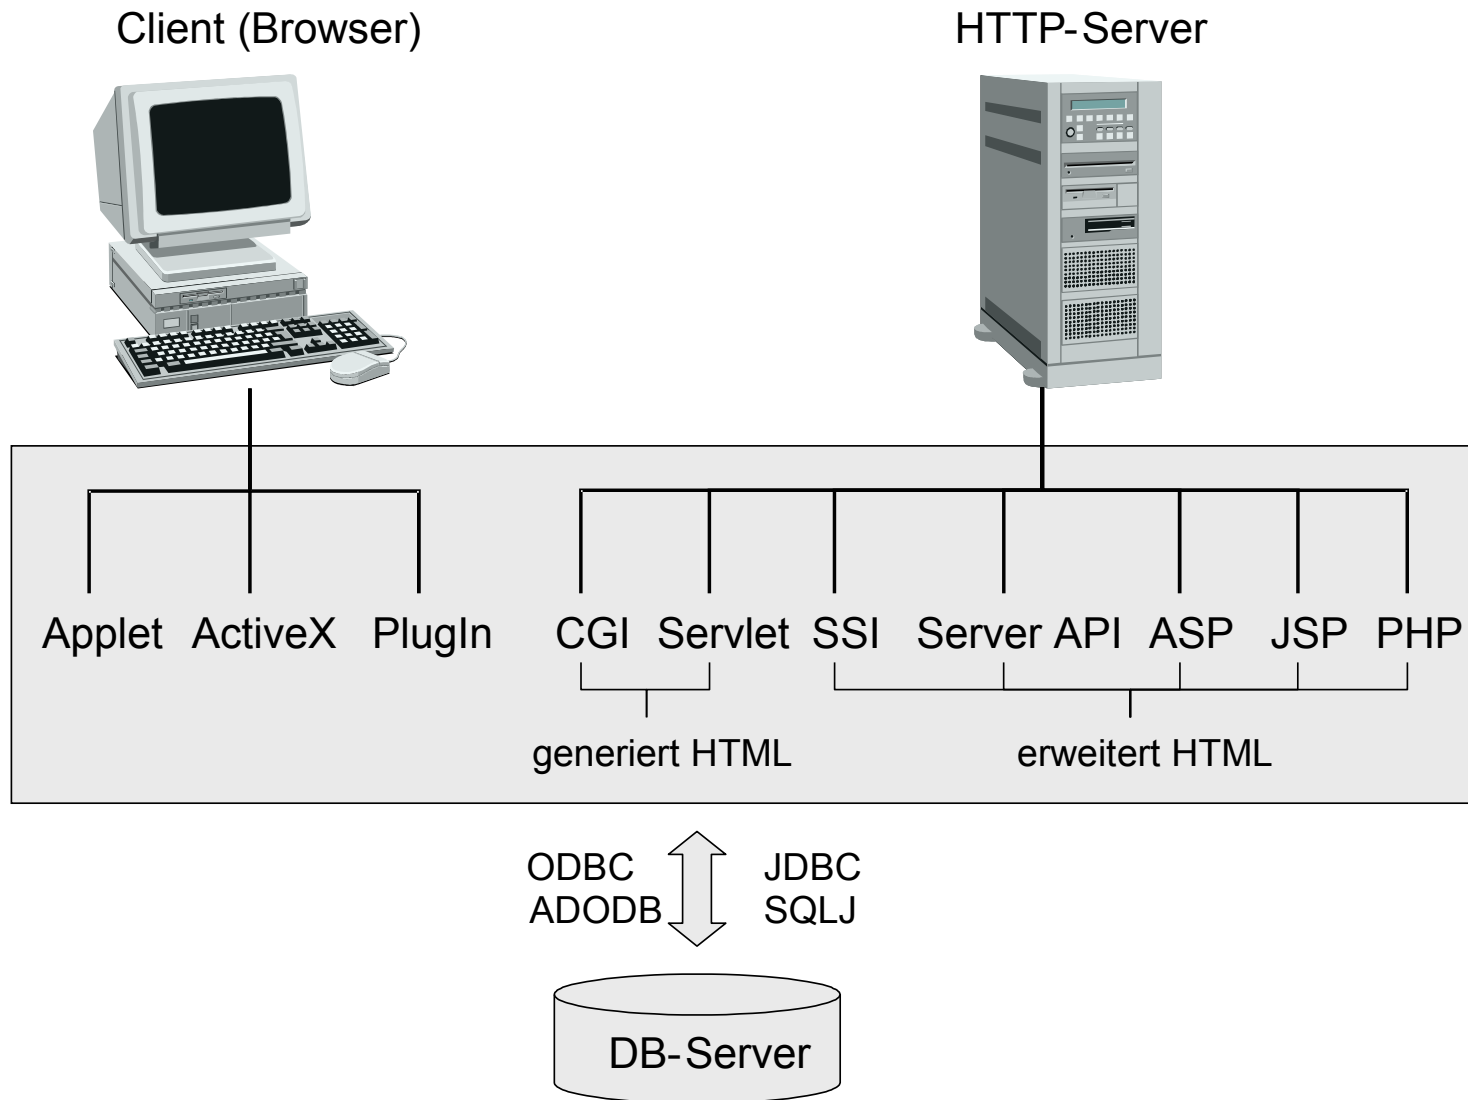 Client (Browser)
HTTP-Server
Applet ActiveX PlugIn
CGI Servlet SSI Server API ASP JSP PHP
generiert HTML
erweitert HTML
ODBC
ADODB
JDBC
SQLJ
DB-Server